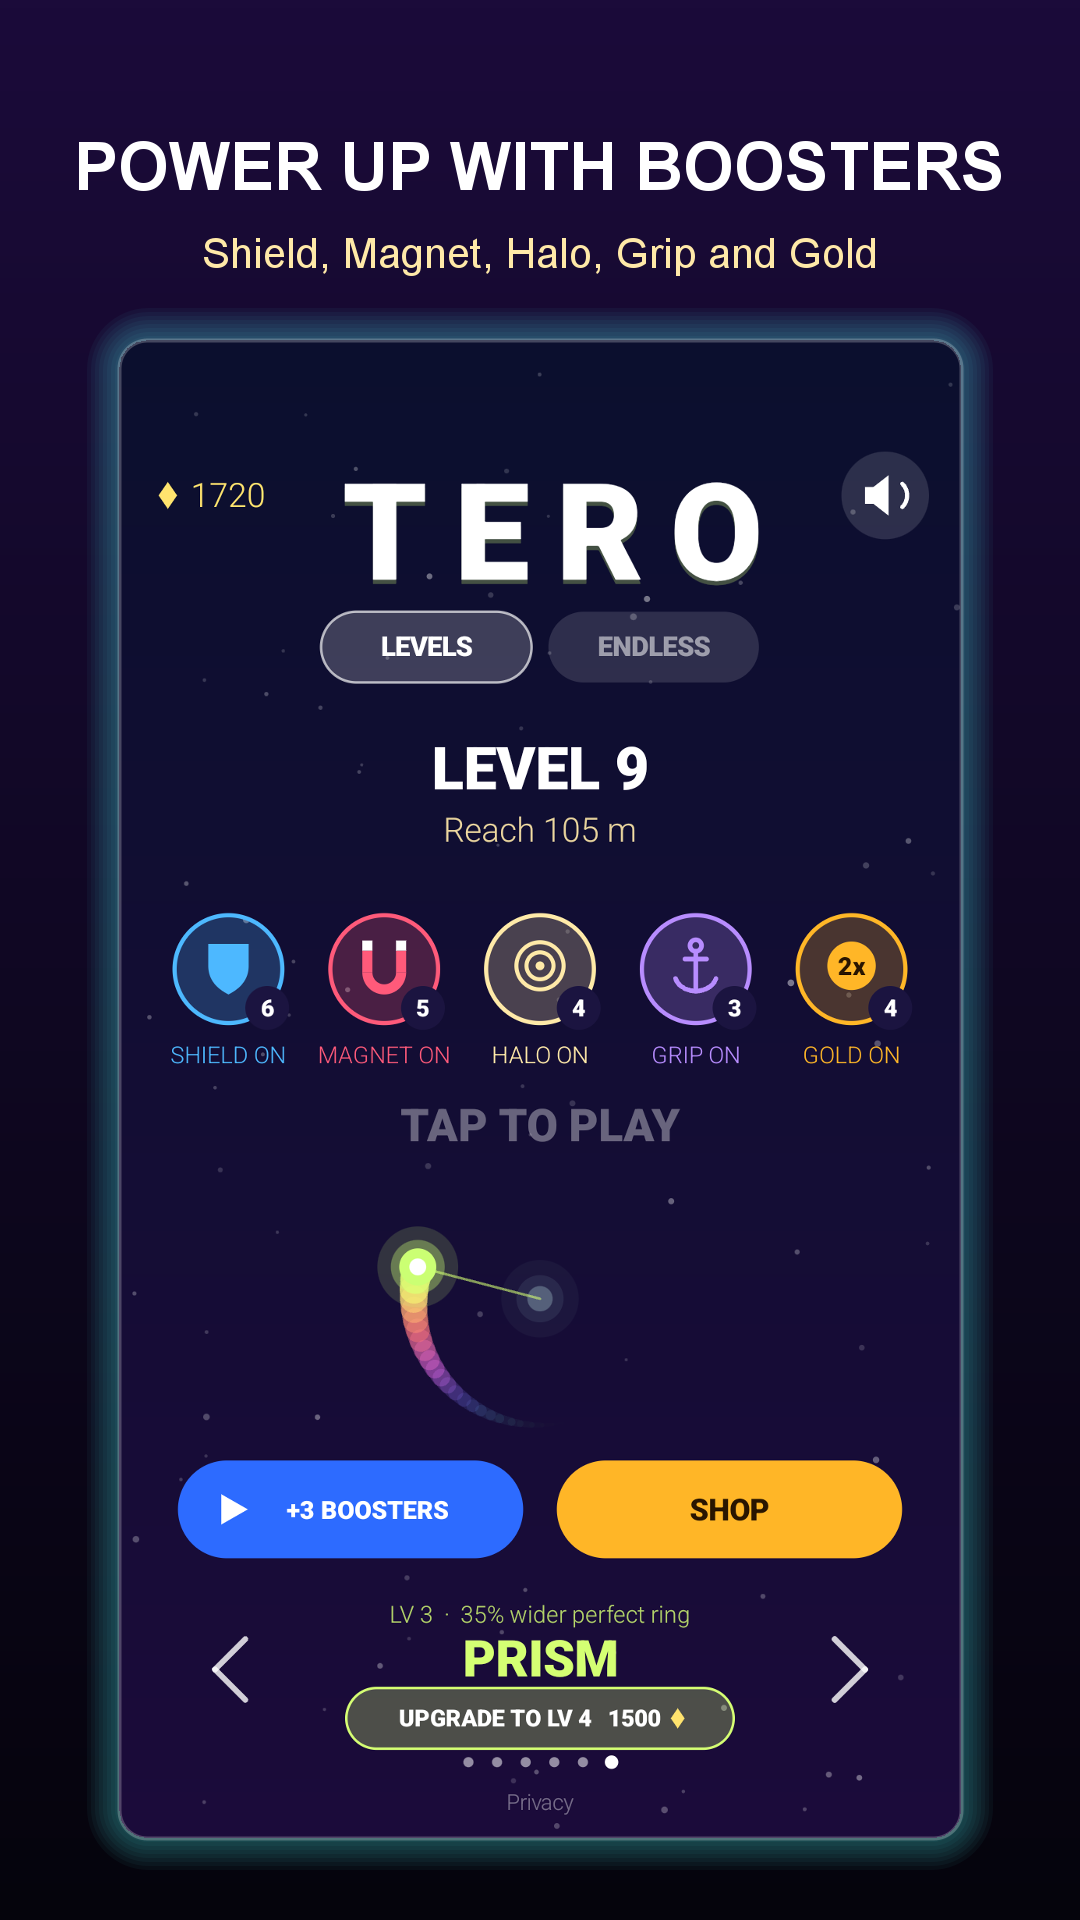 POWER UP WITH BOOSTERS
Shield, Magnet, Halo, Grip and Gold
1720
TERO
LEVELS
ENDLESS
LEVEL 9
Reach 105 m
2x
6
5
4
3
4
SHIELD ON
MAGNET ON
HALO ON
GRIP ON
GOLD ON
TAP TO PLAY
+3 BOOSTERS
SHOP
LV 3 · 35% wider perfect ring
PRISM
UPGRADE TO LV 4 1500
Privacy